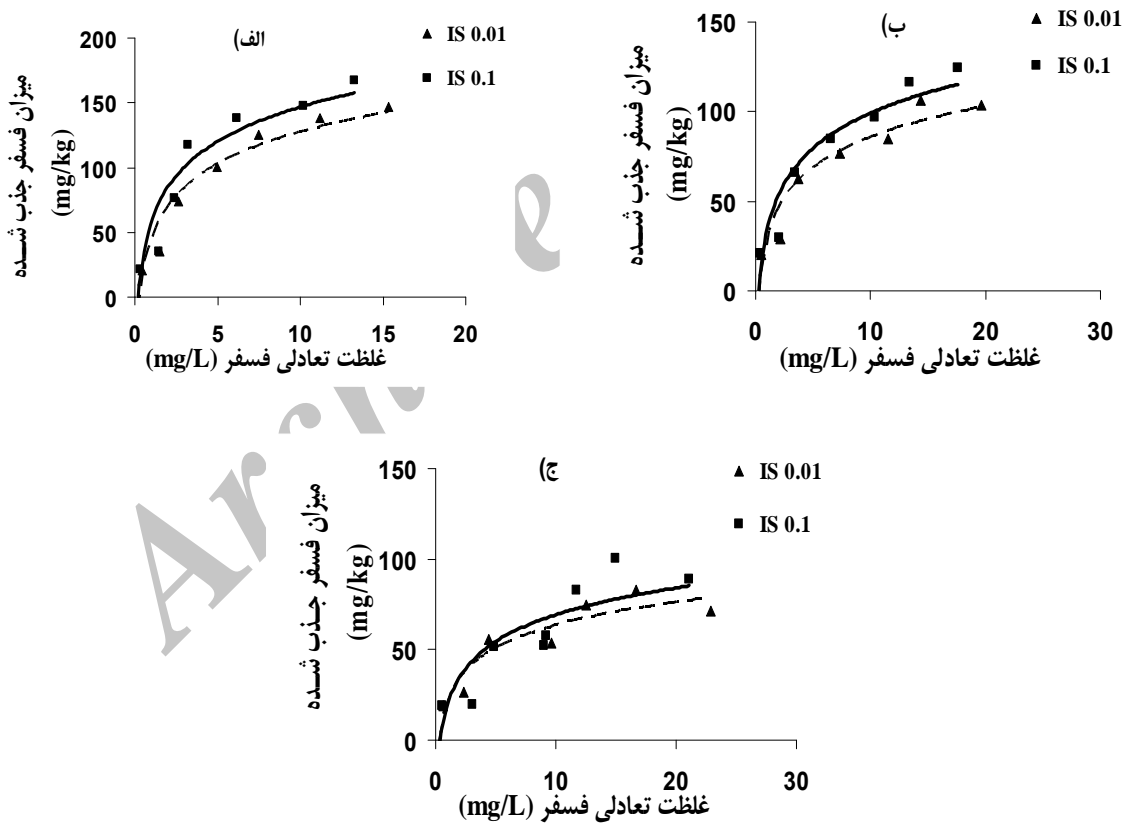 الف)
IS 0.01
IS 0.1
میزان فسفر جذب شده
(mg/kg)
200
150
100
50
0
0 5 10 15 20
غلظت تعادلی فسفر (mg/L)
ب)
IS 0.01
IS 0.1
میزان فسفر جذب شده
(mg/kg)
150
100
50
0
0 10 20 30
غلظت تعادلی فسفر (mg/L)
ج)
IS 0.01
IS 0.1
میزان فسفر جذب شده
(mg/kg)
150
100
50
0
0 10 20 30
غلظت تعادلی فسفر (mg/L)